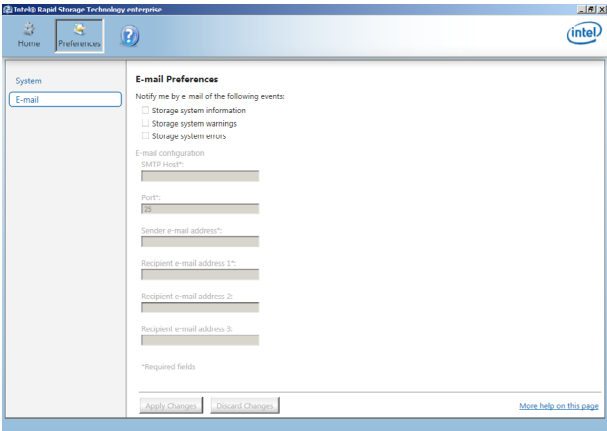 Intel® Rapid Storage Technology enterprise
Home
Preferences
intel
System
E-mail
E-mail Preferences
Notify me by e-mail of the following events:
Storage system information
Storage system warnings
Storage system errors
E-mail configuration
SMTP Host*:
Port*:
25
Sender e-mail address*:
Recipient e-mail address 1*:
Recipient e-mail address 2:
Recipient e-mail address 3:
*Required fields
Apply Changes
Discard Changes
More help on this page